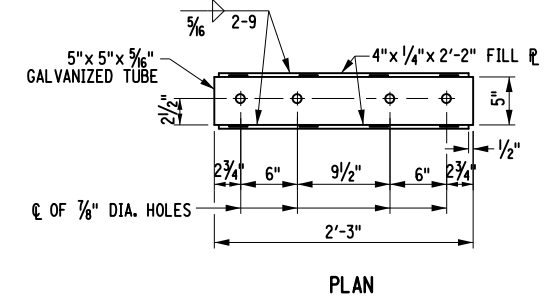 5/16 2-9
5"x 5"x 5/16"
GALVANIZED TUBE
4"x 1/4"x 2'-2" FILL ℙL
2 1/2"
5"
1/2"
2 3/4" 6" 9 1/2" 6" 2 3/4"
℄ OF 7/8" DIA. HOLES
2'-3"
PLAN